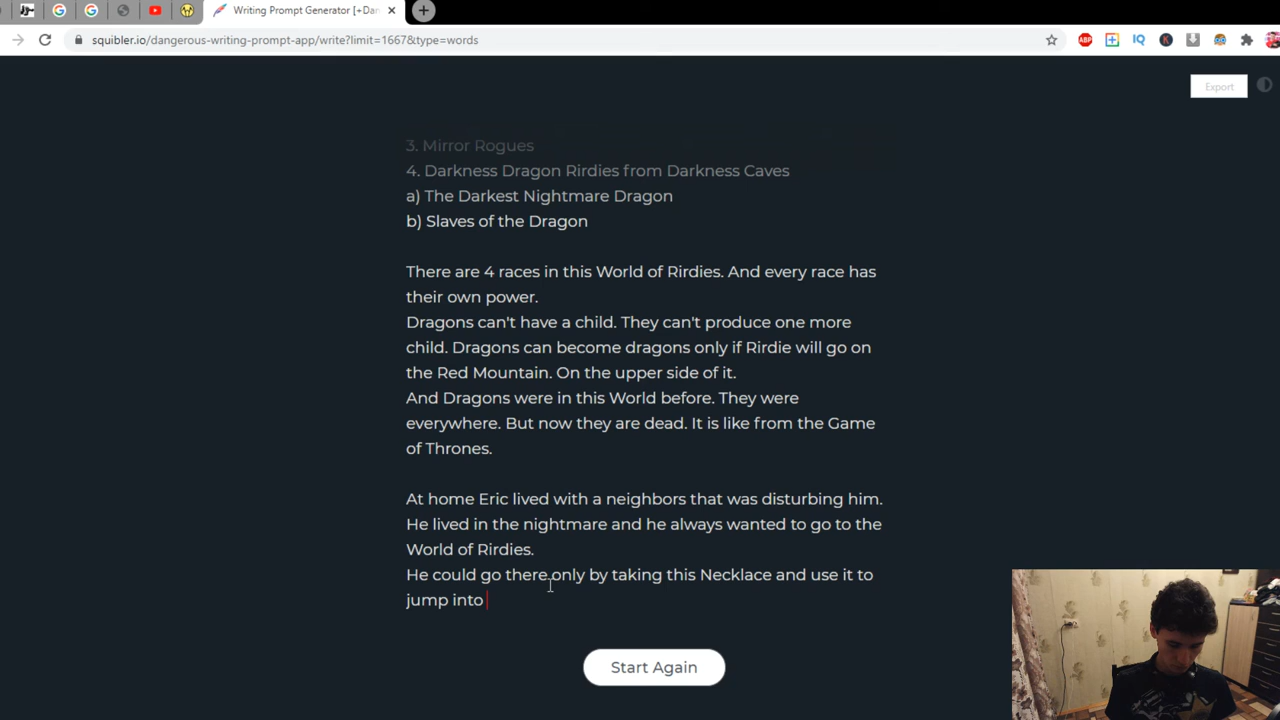 Writing Prompt Generator [+Dan
squibler.io/dangerous-writing-prompt-app/write?limit=1667&type=words
ABP
IQ
K
Export
3. Mirror Rogues
4. Darkness Dragon Rirdies from Darkness Caves
a) The Darkest Nightmare Dragon
b) Slaves of the Dragon
There are 4 races in this World of Rirdies. And every race has
their own power.
Dragons can't have a child. They can't produce one more
child. Dragons can become dragons only if Rirdie will go on
the Red Mountain. On the upper side of it.
And Dragons were in this World before. They were
everywhere. But now they are dead. It is like from the Game
of Thrones.
At home Eric lived with a neighbors that was disturbing him.
He lived in the nightmare and he always wanted to go to the
World of Rirdies.
He could go there only by taking this Necklace and use it to
jump into
Start Again